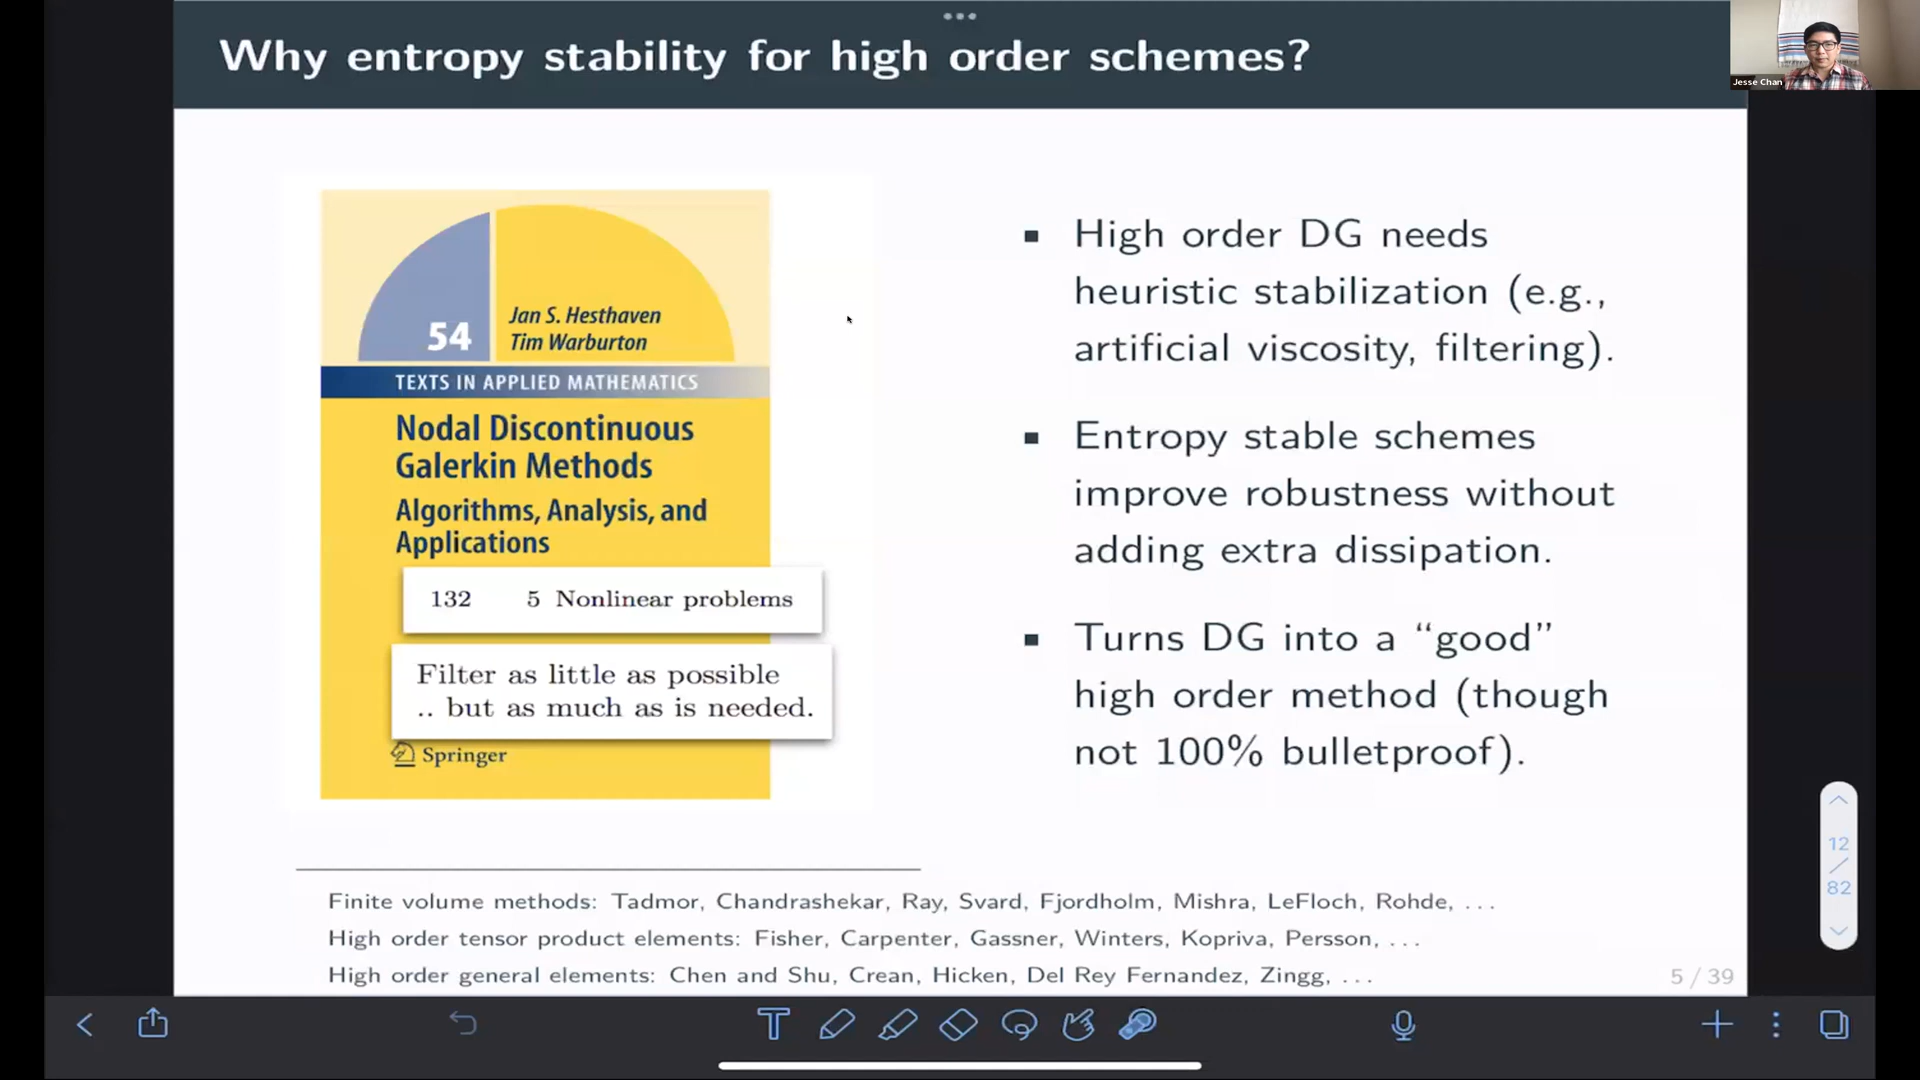 Why entropy stability for high order schemes?
Jesse Chan
Jan S. Hesthaven
54 Tim Warburton
TEXTS IN APPLIED MATHEMATICS
Nodal Discontinuous
Galerkin Methods
Algorithms, Analysis, and
Applications
132 5 Nonlinear problems
Filter as little as possible
.. but as much as is needed.
Springer
▪ High order DG needs
heuristic stabilization (e.g.,
artificial viscosity, filtering).
▪ Entropy stable schemes
improve robustness without
adding extra dissipation.
▪ Turns DG into a “good”
high order method (though
not 100% bulletproof).
Finite volume methods: Tadmor, Chandrashekar, Ray, Svard, Fjordholm, Mishra, LeFloch, Rohde, ...
High order tensor product elements: Fisher, Carpenter, Gassner, Winters, Kopriva, Persson, ...
High order general elements: Chen and Shu, Crean, Hicken, Del Rey Fernandez, Zingg, ...
5 / 39
12
/
82